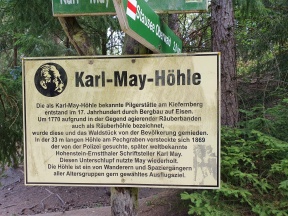 Stausee Oberwald
Karl-May-Höhle
Die als Karl-May-Höhle bekannte Pilgerstätte am Kiefernberg
entstand im 17. Jahrhundert durch Bergbau auf Eisen.
Um 1770 aufgrund in der Gegend agierender Räuberbanden
auch als Räuberhöhle bezeichnet,
wurde diese und das Waldstück von der Bevölkerung gemieden.
In der 23 m langen Höhle am Pechgraben versteckte sich 1869
der von der Polizei gesuchte, später weltbekannte
Hohenstein-Ernstthaler Schriftsteller Karl May.
Diesen Unterschlupf nutzte May wiederholt.
Die Höhle ist ein von Wanderern und Spaziergängern
aller Altersgruppen gern gewähltes Ausflugsziel.